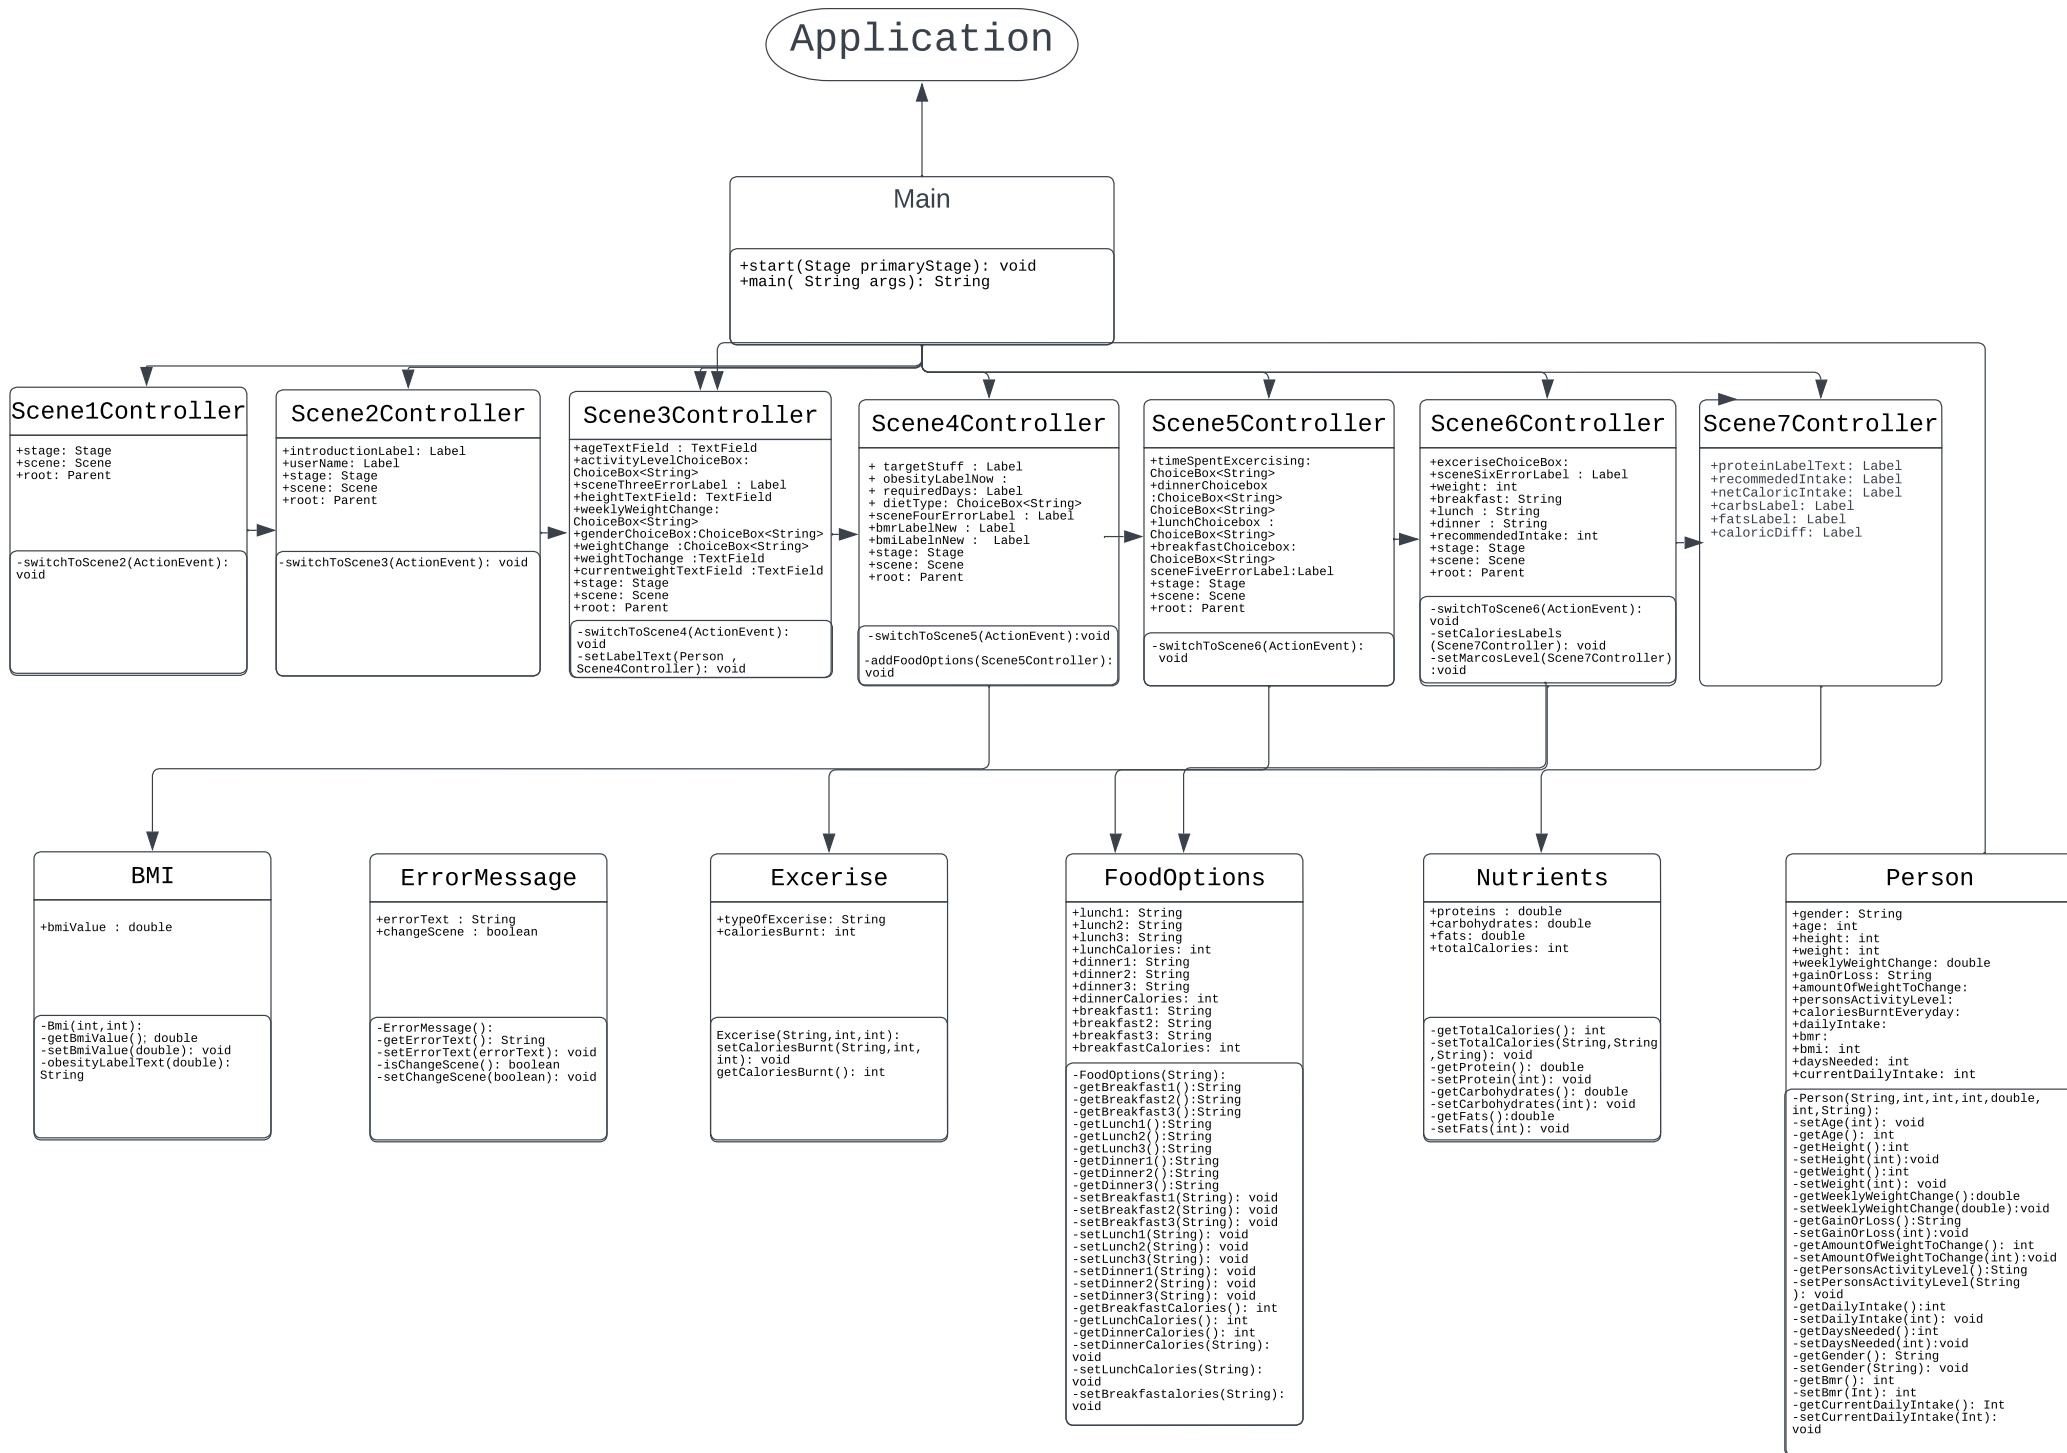 Application
Main
+start(Stage primaryStage): void
+main( String args): String
Scene1Controller
+stage: Stage
+scene: Scene
+root: Parent
-switchToScene2(ActionEvent):
void
Scene2Controller
+introductionLabel: Label
+userName: Label
+stage: Stage
+scene: Scene
+root: Parent
-switchToScene3(ActionEvent): void
Scene3Controller
+ageTextField : TextField
+activityLevelChoiceBox:
ChoiceBox<String>
+sceneThreeErrorLabel : Label
+heightTextField: TextField
+weeklyWeightChange:
ChoiceBox<String>
+genderChoiceBox:ChoiceBox<String>
+weightChange :ChoiceBox<String>
+weightTochange :TextField
+currentweightTextField :TextField
+stage: Stage
+scene: Scene
+root: Parent
-switchToScene4(ActionEvent):
void
-setLabelText(Person ,
Scene4Controller): void
Scene4Controller
+ targetStuff : Label
+ obesityLabelNow :
+ requiredDays: Label
+ dietType: ChoiceBox<String>
+sceneFourErrorLabel : Label
+bmrLabelNew : Label
+bmiLabelnNew :  Label
+stage: Stage
+scene: Scene
+root: Parent
-switchToScene5(ActionEvent):void
-addFoodOptions(Scene5Controller):
void
Scene5Controller
+timeSpentExcercising:
ChoiceBox<String>
+dinnerChoicebox
:ChoiceBox<String>
ChoiceBox<String>
+lunchChoicebox :
ChoiceBox<String>
+breakfastChoicebox:
ChoiceBox<String>
sceneFiveErrorLabel:Label
+stage: Stage
+scene: Scene
+root: Parent
-switchToScene6(ActionEvent):
void
Scene6Controller
+exceriseChoiceBox:
+sceneSixErrorLabel : Label
+weight: int
+breakfast: String
+lunch : String
+dinner : String
+recommendedIntake: int
+stage: Stage
+scene: Scene
+root: Parent
-switchToScene6(ActionEvent):
void
-setCaloriesLabels
(Scene7Controller): void
-setMarcosLevel(Scene7Controller)
:void
Scene7Controller
+proteinLabelText: Label
+recommededIntake: Label
+netCaloricIntake: Label
+carbsLabel: Label
+fatsLabel: Label
+caloricDiff: Label
BMI
+bmiValue : double
-Bmi(int,int):
-getBmiValue(): double
-setBmiValue(double): void
-obesityLabelText(double):
String
ErrorMessage
+errorText : String
+changeScene : boolean
-ErrorMessage():
-getErrorText(): String
-setErrorText(errorText): void
-isChangeScene(): boolean
-setChangeScene(boolean): void
Excerise
+typeOfExcerise: String
+caloriesBurnt: int
Excerise(String,int,int):
setCaloriesBurnt(String,int,
int): void
getCaloriesBurnt(): int
FoodOptions
+lunch1: String
+lunch2: String
+lunch3: String
+lunchCalories: int
+dinner1: String
+dinner2: String
+dinner3: String
+dinnerCalories: int
+breakfast1: String
+breakfast2: String
+breakfast3: String
+breakfastCalories: int
-FoodOptions(String):
-getBreakfast1():String
-getBreakfast2():String
-getBreakfast3():String
-getLunch1():String
-getLunch2():String
-getLunch3():String
-getDinner1():String
-getDinner2():String
-getDinner3():String
-setBreakfast1(String): void
-setBreakfast2(String): void
-setBreakfast3(String): void
-setLunch1(String): void
-setLunch2(String): void
-setLunch3(String): void
-setDinner1(String): void
-setDinner2(String): void
-setDinner3(String): void
-getBreakfastCalories(): int
-getLunchCalories(): int
-getDinnerCalories(): int
-setDinnerCalories(String):
void
-setLunchCalories(String):
void
-setBreakfastalories(String):
void
Nutrients
+proteins : double
+carbohydrates: double
+fats: double
+totalCalories: int
-getTotalCalories(): int
-setTotalCalories(String,String
,String): void
-getProtein(): double
-setProtein(int): void
-getCarbohydrates(): double
-setCarbohydrates(int): void
-getFats():double
-setFats(int): void
Person
+gender: String
+age: int
+height: int
+weight: int
+weeklyWeightChange: double
+gainOrLoss: String
+amountOfWeightToChange:
+personsActivityLevel:
+caloriesBurntEveryday:
+dailyIntake:
+bmr:
+bmi: int
+daysNeeded: int
+currentDailyIntake: int
-Person(String,int,int,int,double,
int,String):
-setAge(int): void
-getAge(): int
-getHeight():int
-setHeight(int):void
-getWeight():int
-setWeight(int): void
-getWeeklyWeightChange():double
-setWeeklyWeightChange(double):void
-getGainOrLoss():String
-setGainOrLoss(int):void
-getAmountOfWeightToChange(): int
-setAmountOfWeightToChange(int):void
-getPersonsActivityLevel():Sting
-setPersonsActivityLevel(String
): void
-getDailyIntake():int
-setDailyIntake(int): void
-getDaysNeeded():int
-setDaysNeeded(int):void
-getGender(): String
-setGender(String): void
-getBmr(): int
-setBmr(Int): int
-getCurrentDailyIntake(): Int
-setCurrentDailyIntake(Int):
void